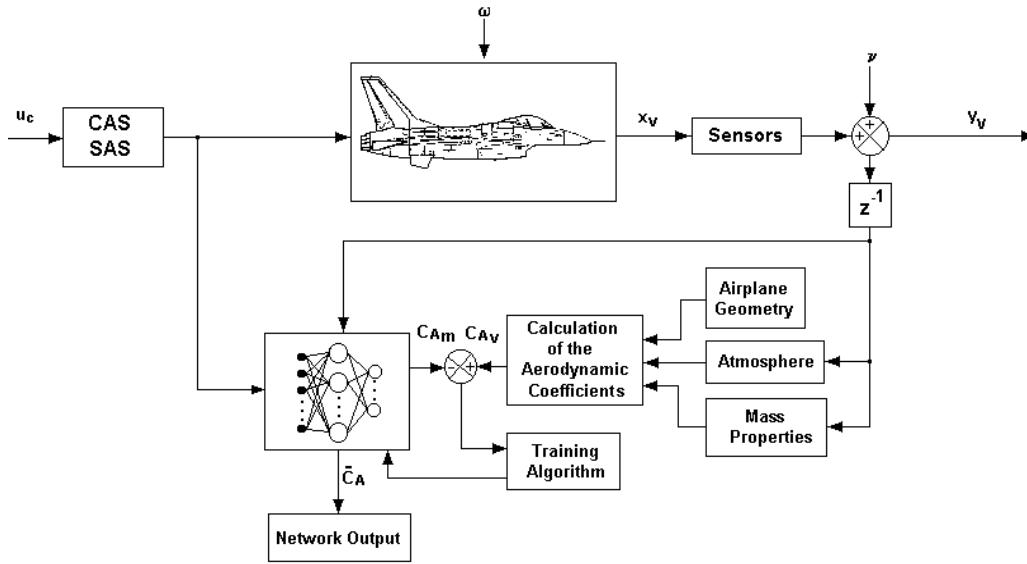 ω
u_c
CAS
SAS
x_v
Sensors
ν
+
+
y_v
z^-1
Airplane
Geometry
C_Am
C_Av
-
+
Calculation
of the
Aerodynamic
Coefficients
Atmosphere
Mass
Properties
Training
Algorithm
C̄_A
Network Output